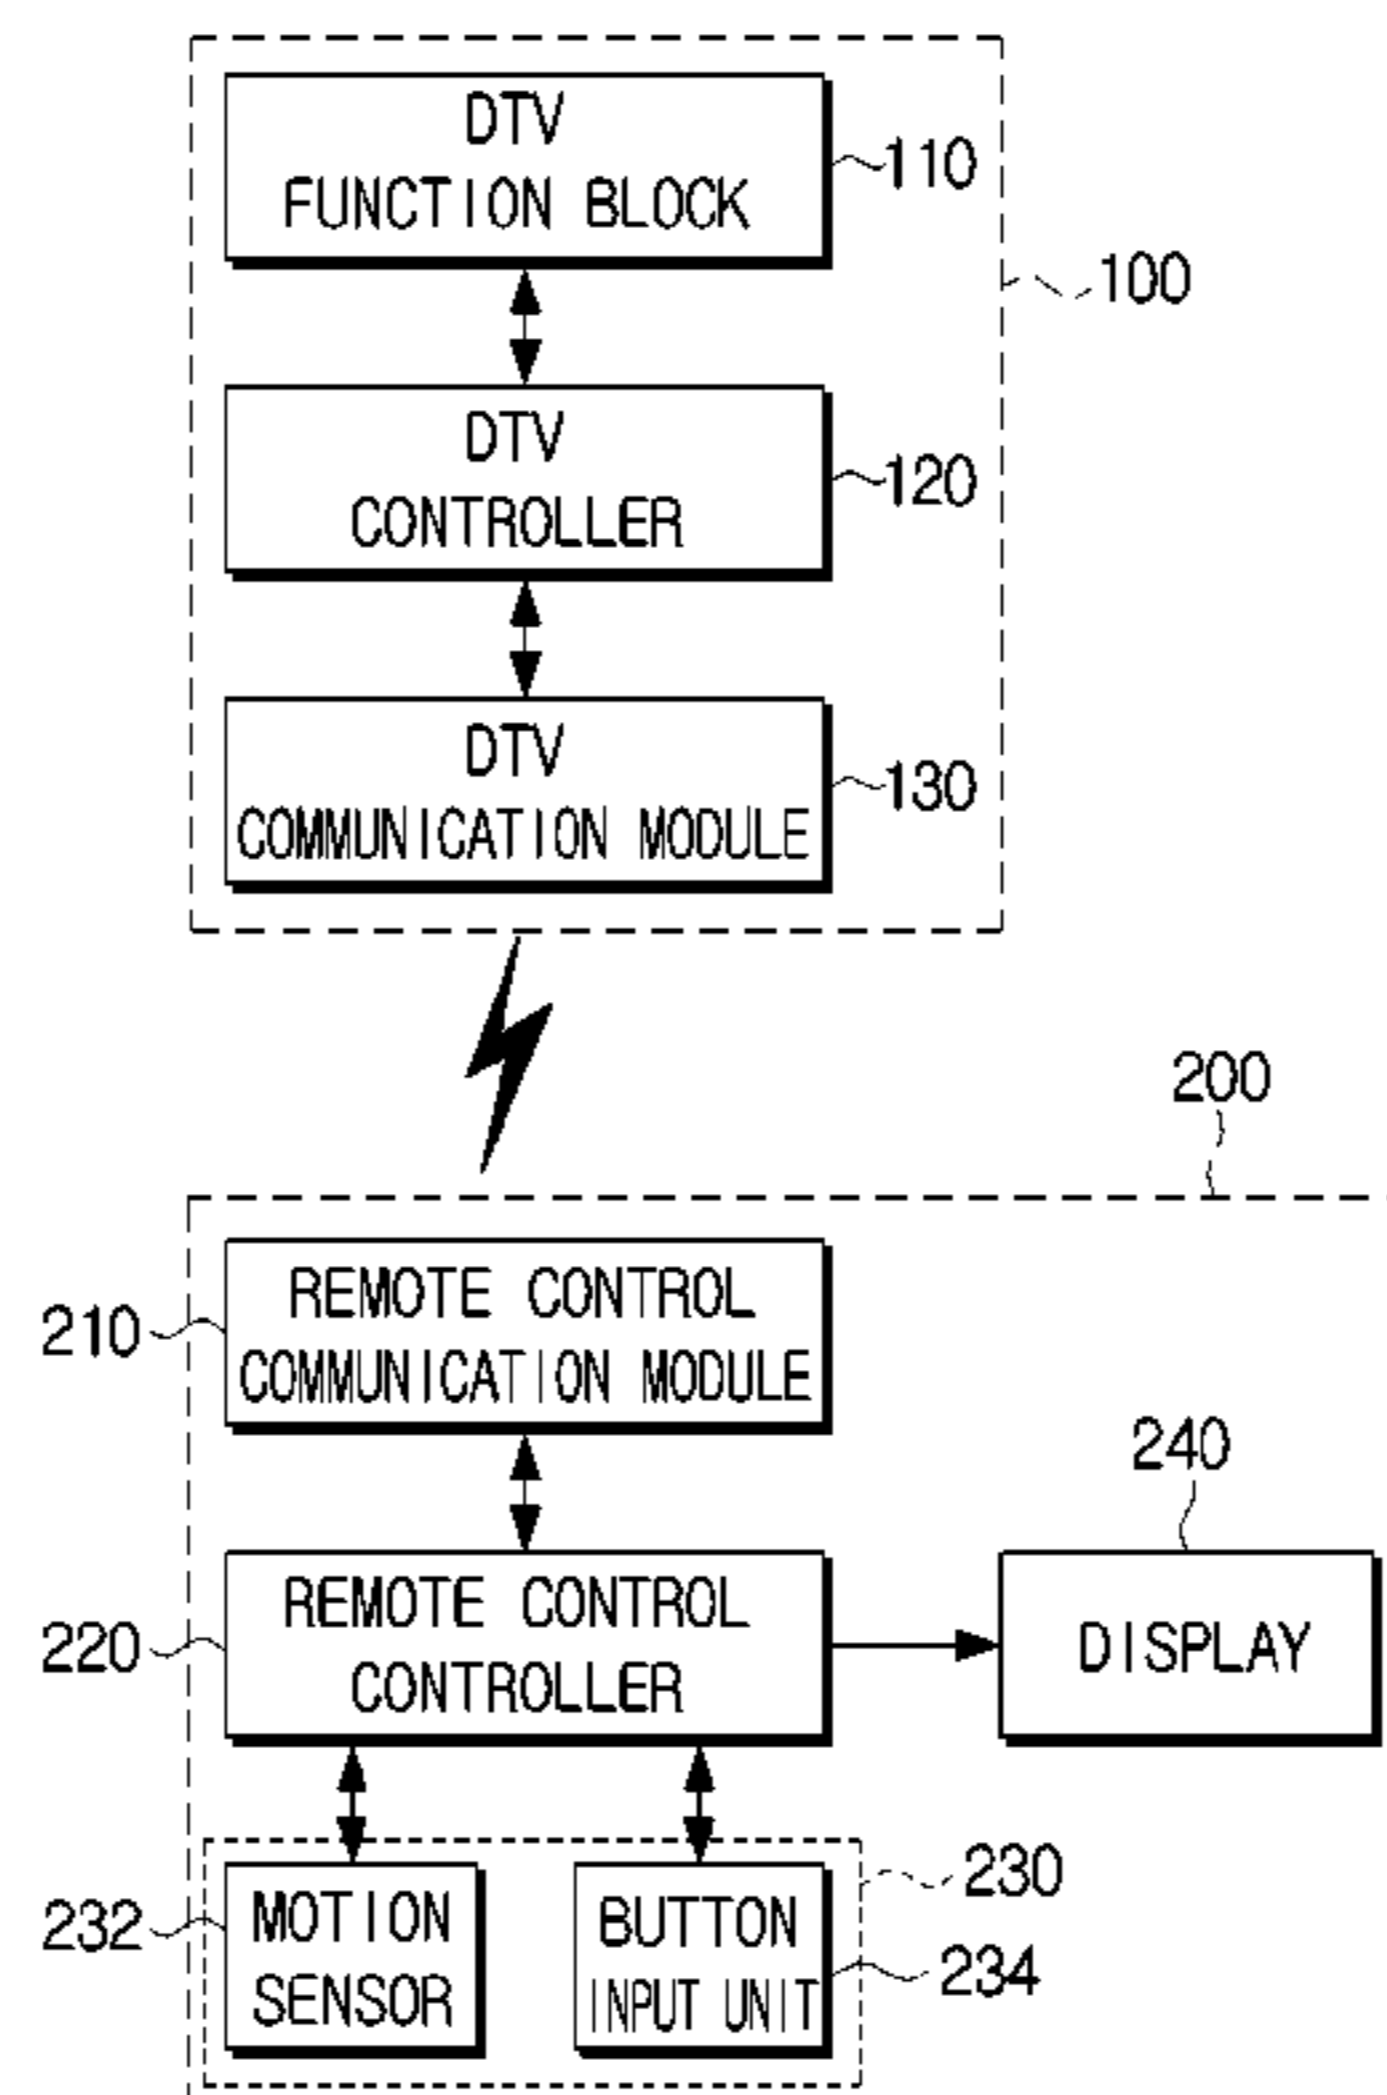 DTV
FUNCTION BLOCK
110
100
DTV
CONTROLLER
120
DTV
COMMUNICATION MODULE
130
200
REMOTE CONTROL
COMMUNICATION MODULE
210
240
REMOTE CONTROL
CONTROLLER
220
DISPLAY
230
MOTION
SENSOR
232
BUTTON
INPUT UNIT
234